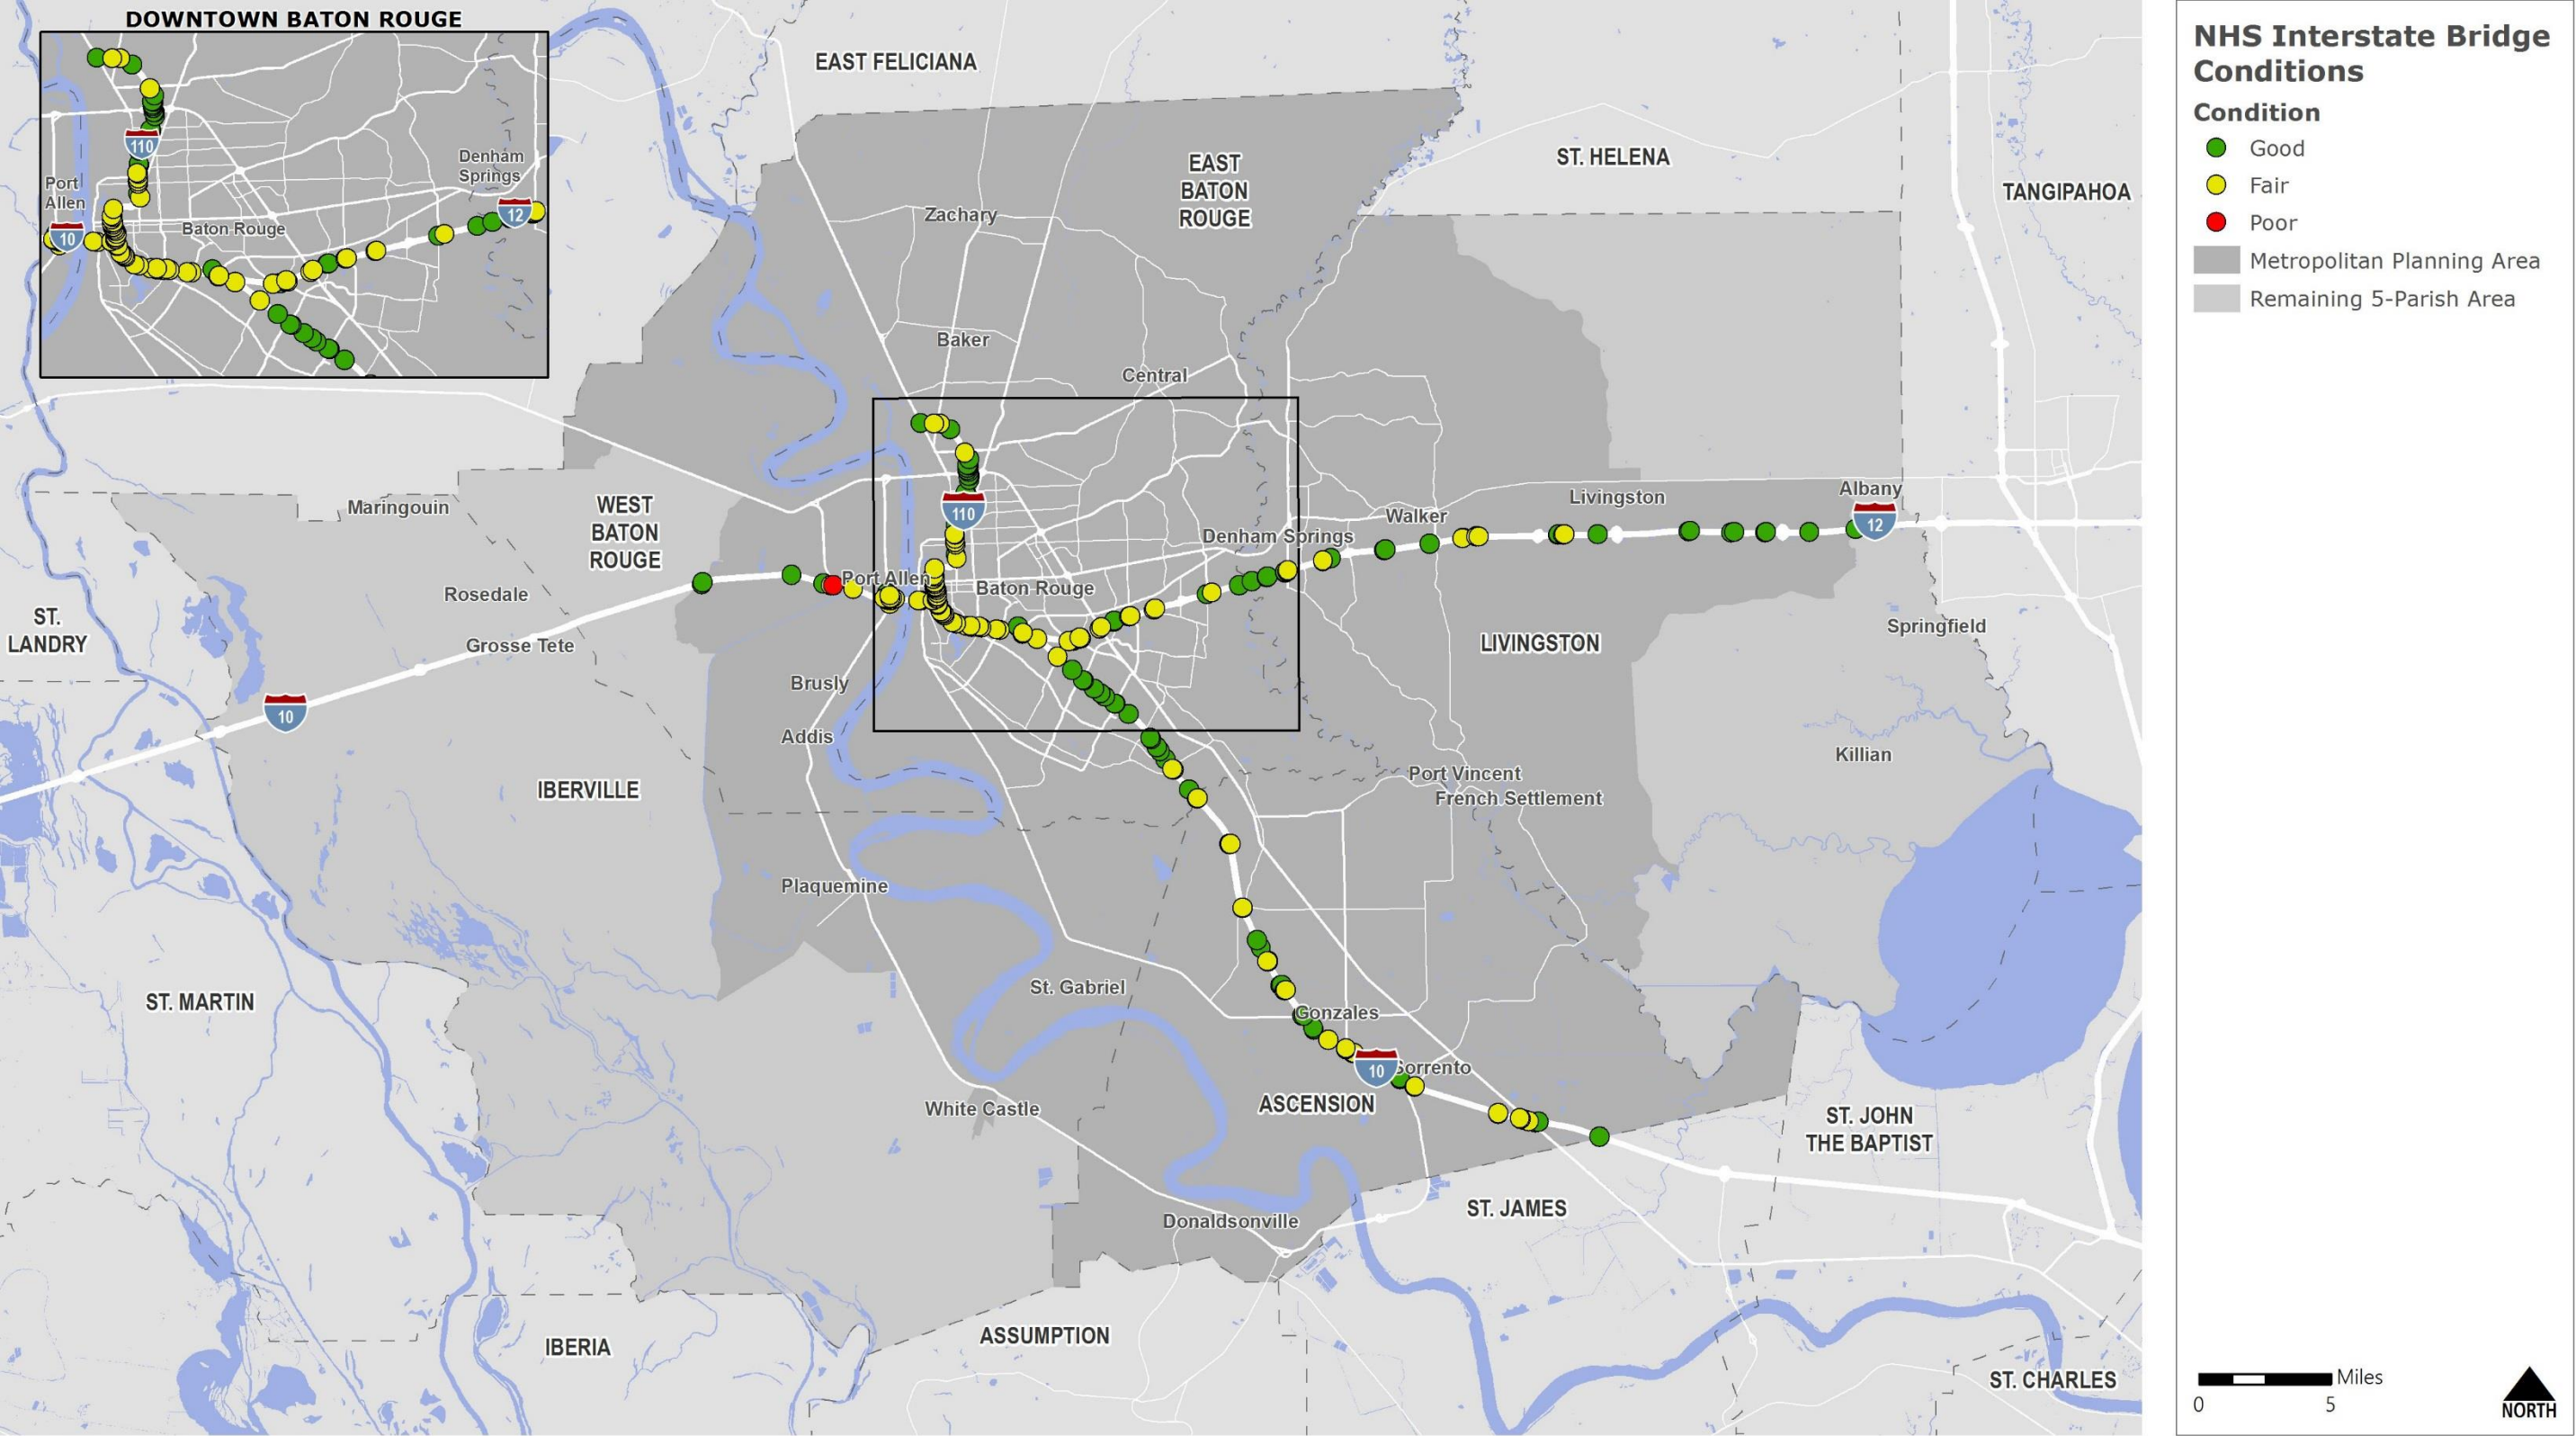 DOWNTOWN BATON ROUGE
110
Denham
Springs
Port
Allen
12
Baton Rouge
10
EAST FELICIANA
EAST
BATON
ROUGE
ST. HELENA
TANGIPAHOA
Zachary
Baker
Central
Maringouin
WEST
BATON
ROUGE
110
Livingston
Albany
12
Walker
Denham Springs
Port Allen
Baton Rouge
Rosedale
ST.
LANDRY
Grosse Tete
10
LIVINGSTON
Springfield
Brusly
Addis
Killian
IBERVILLE
Port Vincent
French Settlement
Plaquemine
St. Gabriel
ST. MARTIN
Gonzales
10
Sorrento
White Castle
ASCENSION
ST. JOHN
THE BAPTIST
ST. JAMES
Donaldsonville
ASSUMPTION
IBERIA
ST. CHARLES
NHS Interstate Bridge
Conditions
Condition
Good
Fair
Poor
Metropolitan Planning Area
Remaining 5-Parish Area
Miles
0 5
NORTH